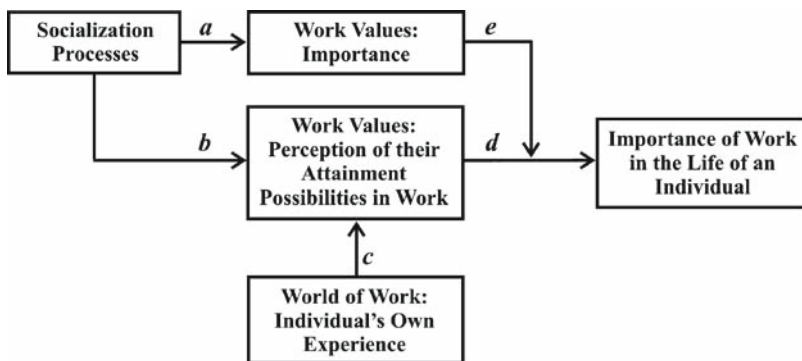 Socialization
Processes
a
Work Values:
Importance
e
b
Work Values:
Perception of their
Attainment
Possibilities in Work
d
Importance of Work
in the Life of an
Individual
c
World of Work:
Individual's Own
Experience